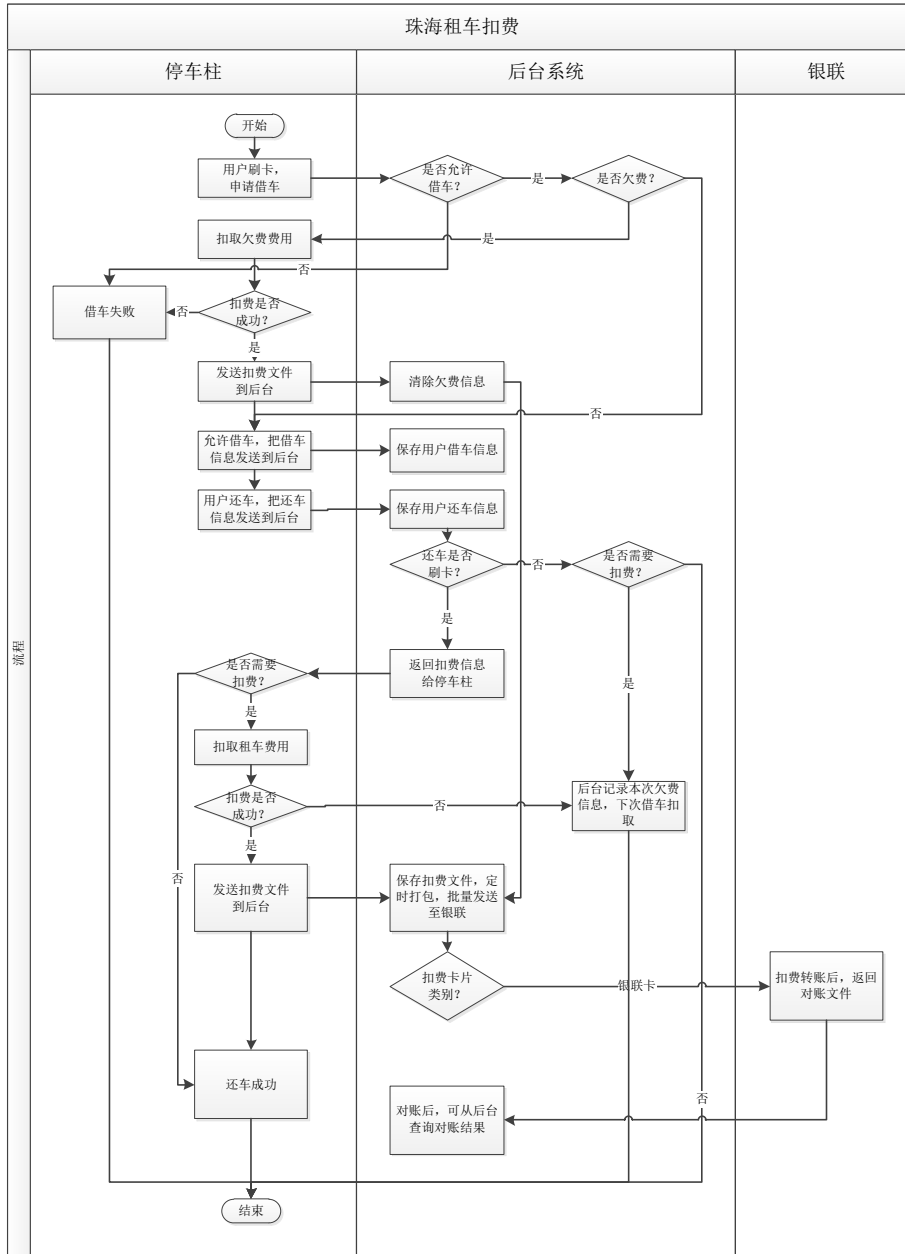 珠海租车扣费
停车柱
后台系统
银联
流程
开始
用户刷卡，
申请借车
是否允许
借车？
是
是否欠费？
扣取欠费费用
是
否
借车失败
否
扣费是否
成功？
是
发送扣费文件
到后台
清除欠费信息
否
允许借车，把借车
信息发送到后台
保存用户借车信息
用户还车，把还车
信息发送到后台
保存用户还车信息
还车是否
刷卡？
否
是否需要
扣费？
是
是否需要
扣费？
返回扣费信息
给停车柱
是
是
扣取租车费用
扣费是否
成功？
否
后台记录本次欠费
信息，下次借车扣
取
是
否
发送扣费文件
到后台
保存扣费文件，定
时打包，批量发送
至银联
扣费卡片
类别？
银联卡
扣费转账后，返回
对账文件
还车成功
否
对账后，可从后台
查询对账结果
结束